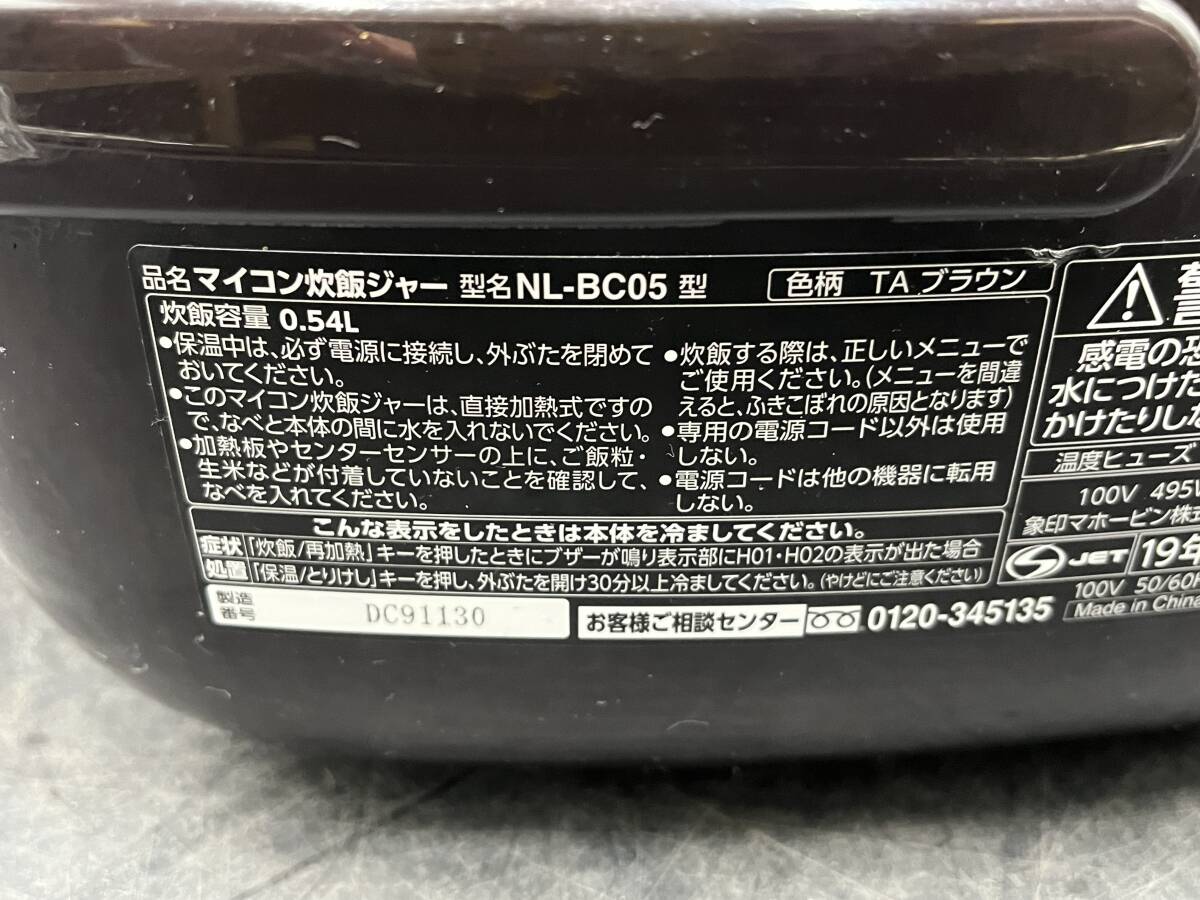 品名 マイコン炊飯ジャー 型名 NL-BC05 型 色柄 TA ブラウン
炊飯容量 0.54L
•保温中は、必ず電源に接続し、外ぶたを閉めて
おいてください。
•このマイコン炊飯ジャーは、直接加熱式ですの
で、なべと本体の間に水を入れないでください。
•加熱板やセンターセンサーの上に、ご飯粒・
生米などが付着していないことを確認して、
なべを入れてください。
•炊飯する際は、正しいメニューで
ご使用ください。(メニューを間違
えると、ふきこぼれの原因となります)
•専用の電源コード以外は使用
しない。
•電源コードは他の機器に転用
しない。
こんな表示をしたときは本体を冷ましてください。
症状 「炊飯/再加熱」キーを押したときにブザーが鳴り表示部にH01・H02の表示が出た場合
処置 「保温/とりけし」キーを押し、外ぶたを開け30分以上冷ましてください。(やけどにご注意ください)
製造
番号 DC91130
お客様ご相談センター 0120-345135
感電の
水につけた
かけたりし
温度ヒューズ
100V 495W
象印マホービン株
JET 19年
100V 50/60
Made in China